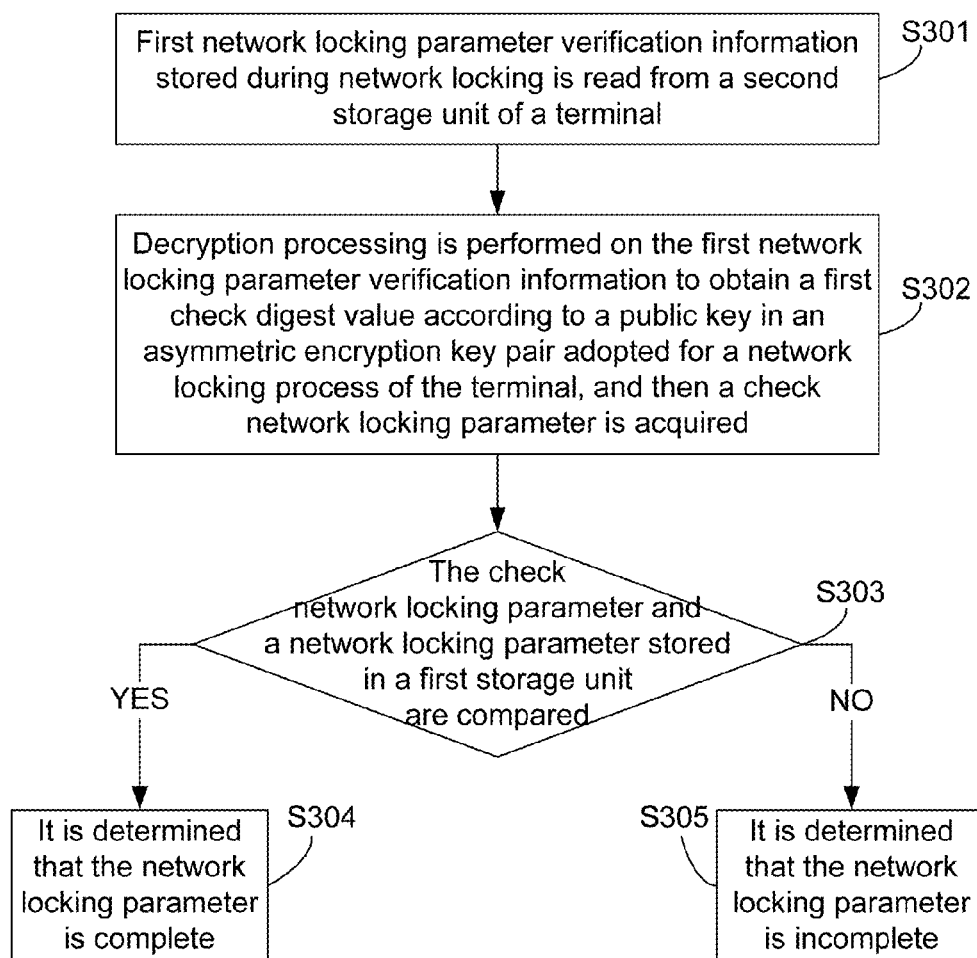 First network locking parameter verification information
stored during network locking is read from a second
storage unit of a terminal
S301
Decryption processing is performed on the first network
locking parameter verification information to obtain a first
check digest value according to a public key in an
asymmetric encryption key pair adopted for a network
locking process of the terminal, and then a check
network locking parameter is acquired
S302
The check
network locking parameter and
a network locking parameter stored
in a first storage unit
are compared
S303
YES
NO
It is determined
that the network
locking parameter
is complete
S304
S305
It is determined
that the network
locking parameter
is incomplete